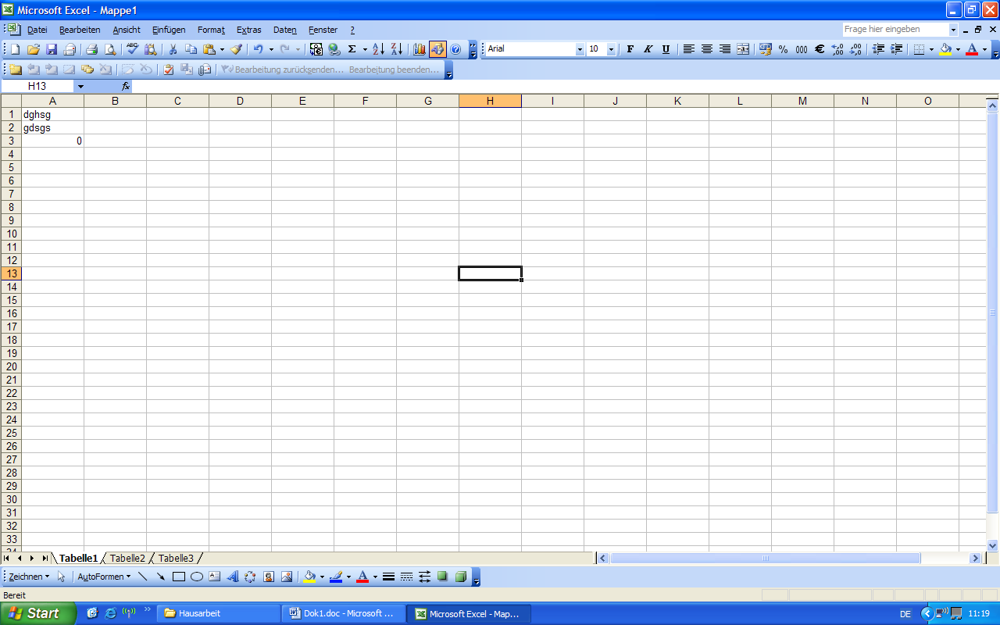 Microsoft Excel - Mappe1
Datei Bearbeiten Ansicht Einfügen Format Extras Daten Fenster ? Frage hier eingeben
Arial 10 F K U % 000 €
Bearbeitung zurücksenden... Bearbeitung beenden...
H13 fx
A B C D E F G H I J K L M N O
1 dghsg
2 gdsgs
3 0
4
5
6
7
8
9
10
11
12
13
14
15
16
17
18
19
20
21
22
23
24
25
26
27
28
29
30
31
32
33
34
Tabelle1 Tabelle2 Tabelle3
Zeichnen AutoFormen
Bereit
Start Hausarbeit Dok1.doc - Microsoft ... Microsoft Excel - Map... DE 11:19